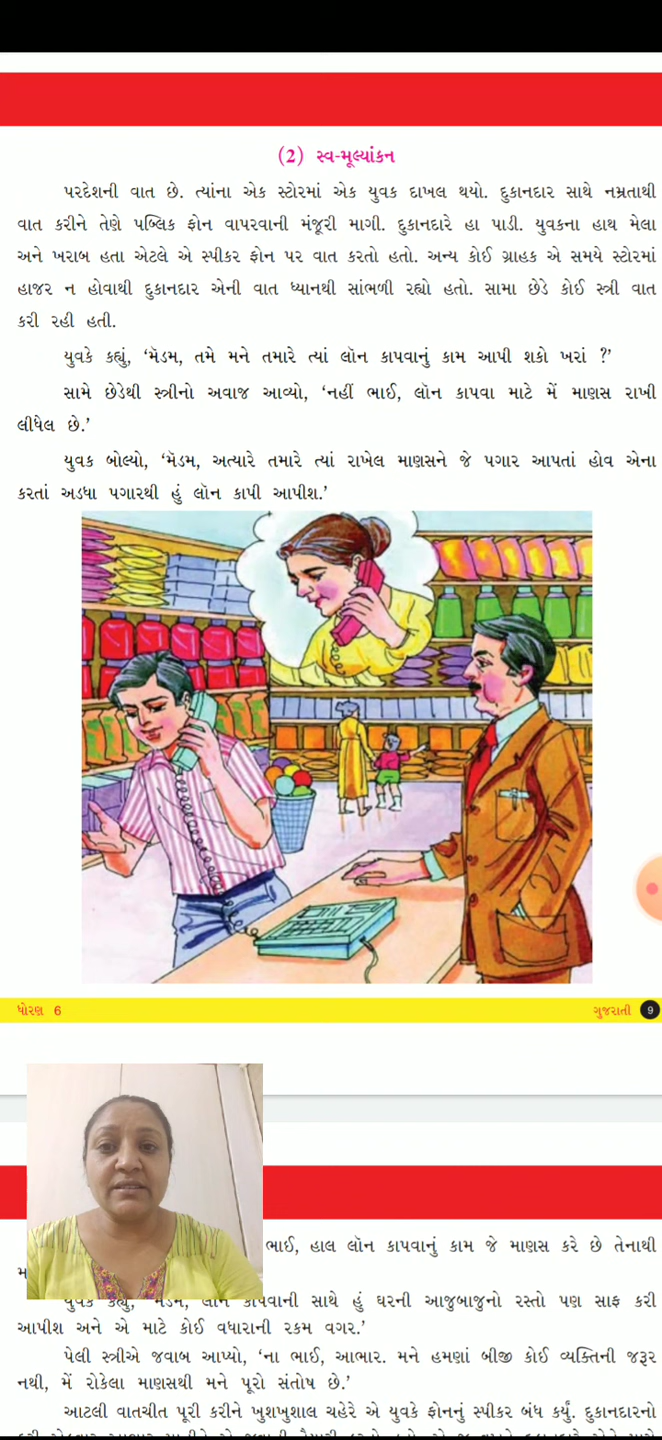 (2) સ્વ-મૂલ્યાંકન
પરદેશની વાત છે. ત્યાંના એક સ્ટોરમાં એક યુવક દાખલ થયો. દુકાનદાર સાથે નમ્રતાથી
વાત કરીને તેણે પબ્લિક ફોન વાપરવાની મંજૂરી માગી. દુકાનદારે હા પાડી. યુવકના હાથ મેલા
અને ખરાબ હતા એટલે એ સ્પીકર ફોન પર વાત કરતો હતો. અન્ય કોઈ ગ્રાહક એ સમયે સ્ટોરમાં
હાજર ન હોવાથી દુકાનદાર એની વાત ધ્યાનથી સાંભળી રહ્યો હતો. સામા છેડે કોઈ સ્ત્રી વાત
કરી રહી હતી.
યુવકે કહ્યું, ‘મૅડમ, તમે મને તમારે ત્યાં લૉન કાપવાનું કામ આપી શકો ખરાં ?’
સામે છેડેથી સ્ત્રીનો અવાજ આવ્યો, ‘નહીં ભાઈ, લૉન કાપવા માટે મેં માણસ રાખી
લીધેલ છે.’
યુવક બોલ્યો, ‘મૅડમ, અત્યારે તમારે ત્યાં રાખેલ માણસને જે પગાર આપતાં હોવ એના
કરતાં અડધા પગારથી હું લૉન કાપી આપીશ.’
ધોરણ 6
ગુજરાતી 9
ભાઈ, હાલ લૉન કાપવાનું કામ જે માણસ કરે છે તેનાથી
યુવકે કહ્યું, ‘મૅડમ, લૉન કાપવાની સાથે હું ઘરની આજુબાજુનો રસ્તો પણ સાફ કરી
આપીશ અને એ માટે કોઈ વધારાની રકમ વગર.’
પેલી સ્ત્રીએ જવાબ આપ્યો, ‘ના ભાઈ, આભાર. મને હમણાં બીજી કોઈ વ્યક્તિની જરૂર
નથી, મેં રોકેલા માણસથી મને પૂરો સંતોષ છે.’
આટલી વાતચીત પૂરી કરીને ખુશખુશાલ ચહેરે એ યુવકે ફોનનું સ્પીકર બંધ કર્યું. દુકાનદારનો